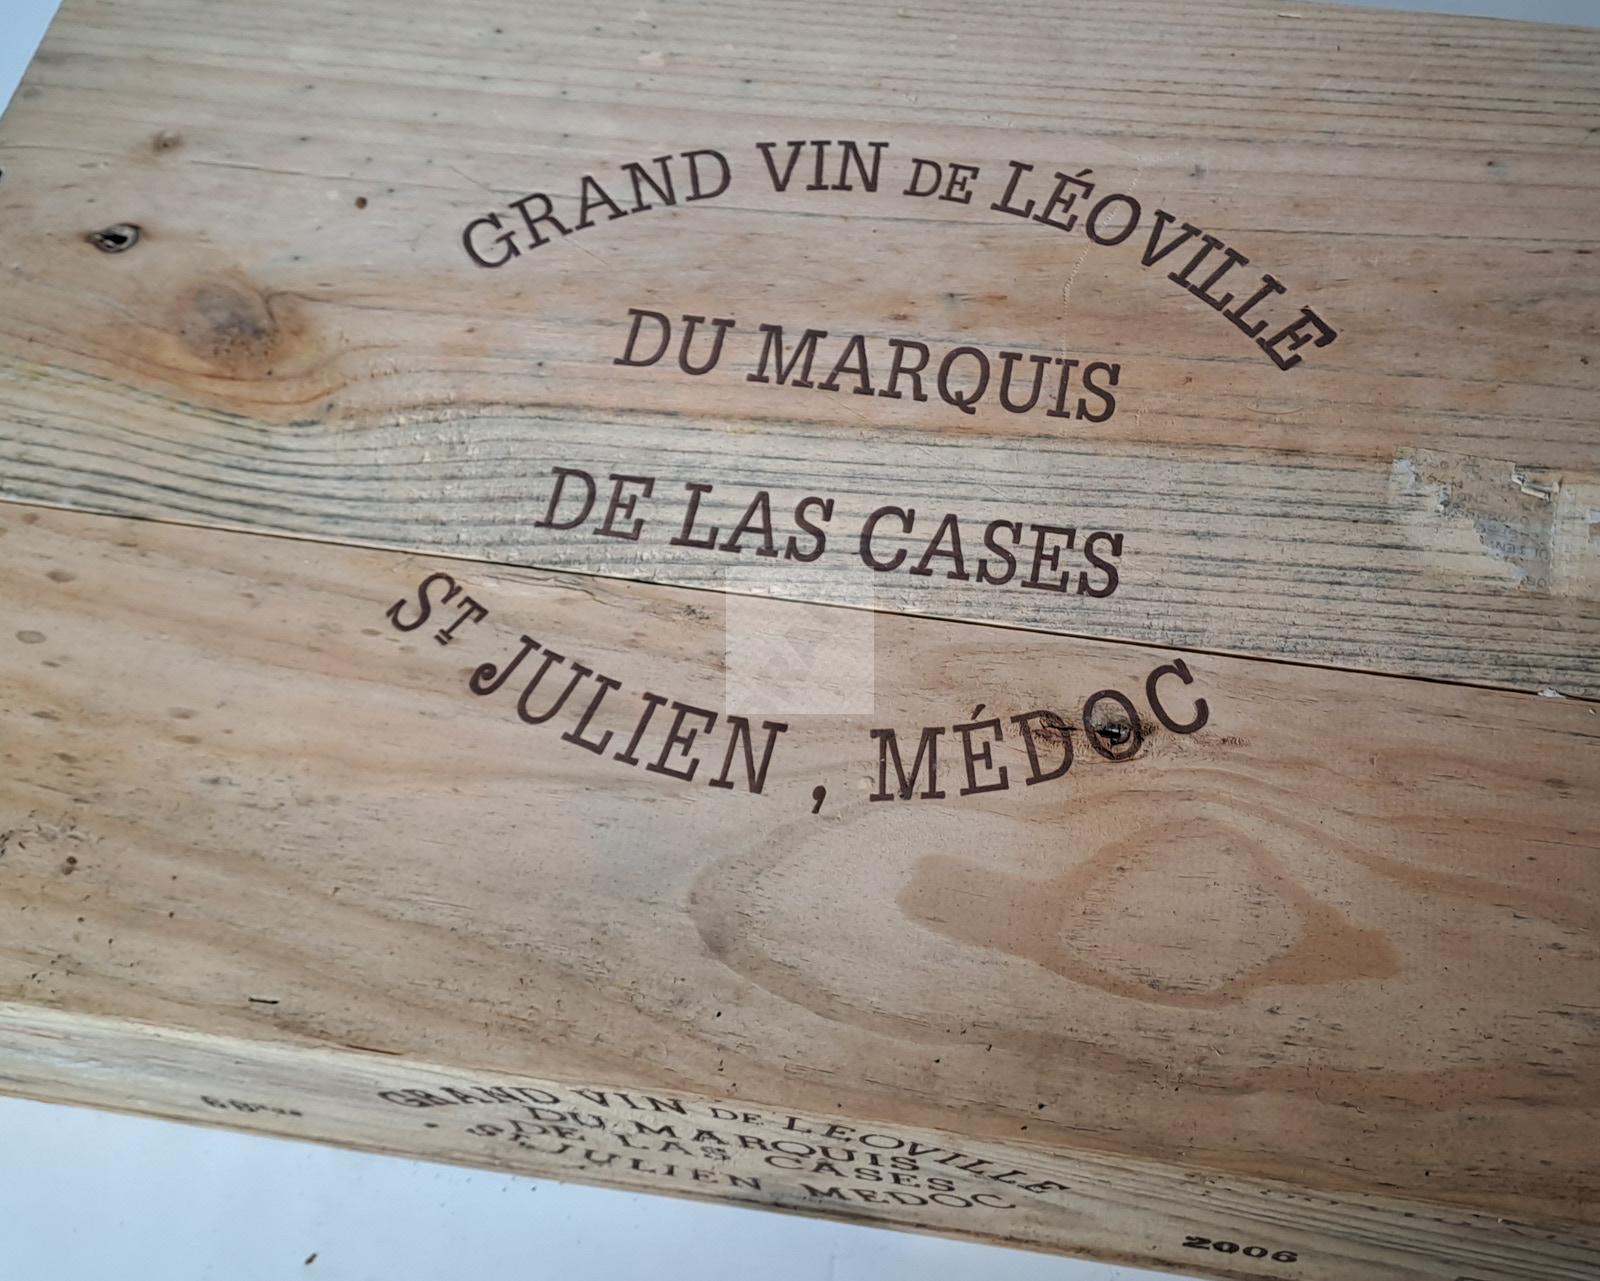 GRAND VIN DE LÉOVILLE
DU MARQUIS
DE LAS CASES
ST JULIEN, MÉDOC
GRAND VIN DE LEOVILLE
DU MARQUIS
DE LAS CASES
ST JULIEN MEDOC
2006